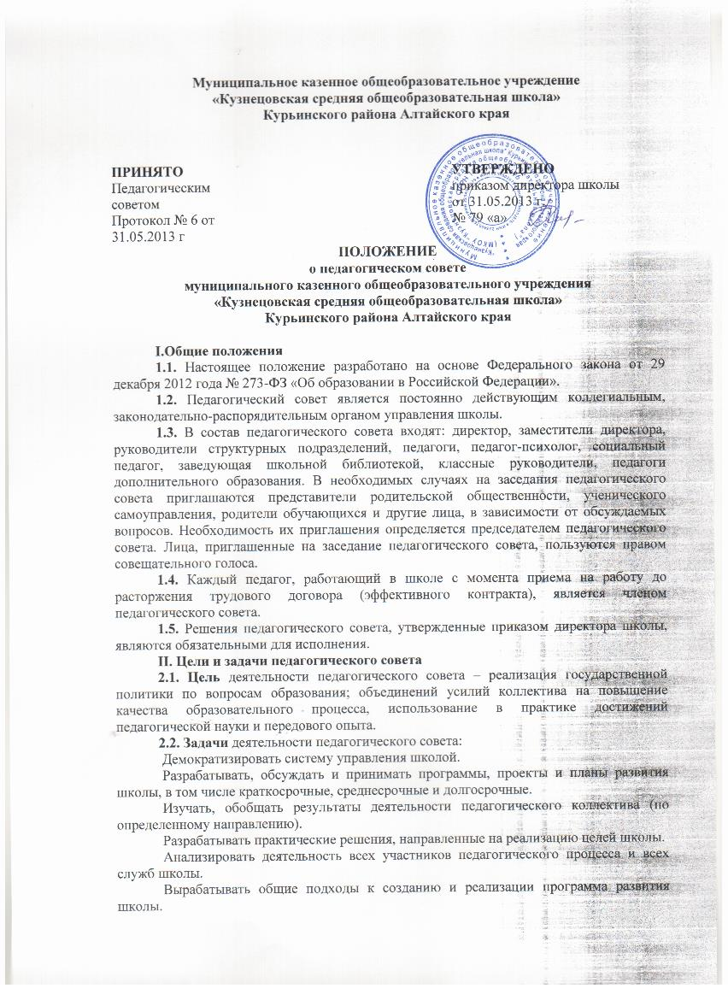 Муниципальное казенное общеобразовательное учреждение
«Кузнецовская средняя общеобразовательная школа»
Курьинского района Алтайского края
ПРИНЯТО
Педагогическим
советом
Протокол № 6 от
31.05.2013 г
УТВЕРЖДЕНО
приказом директора школы
от 31.05.2013 г.
№ 79 «а»
ПОЛОЖЕНИЕ
о педагогическом совете
муниципального казенного общеобразовательного учреждения
«Кузнецовская средняя общеобразовательная школа»
Курьинского района Алтайского края
I.Общие положения
1.1. Настоящее положение разработано на основе Федерального закона от 29
декабря 2012 года № 273-ФЗ «Об образовании в Российской Федерации».
1.2. Педагогический совет является постоянно действующим коллегиальным,
законодательно-распорядительным органом управления школы.
1.3. В состав педагогического совета входят: директор, заместители директора,
руководители структурных подразделений, педагоги, педагог-психолог, социальный
педагог, заведующая школьной библиотекой, классные руководители, педагоги
дополнительного образования. В необходимых случаях на заседания педагогического
совета приглашаются представители родительской общественности, ученического
самоуправления, родители обучающихся и другие лица, в зависимости от обсуждаемых
вопросов. Необходимость их приглашения определяется председателем педагогического
совета. Лица, приглашенные на заседание педагогического совета, пользуются правом
совещательного голоса.
1.4. Каждый педагог, работающий в школе с момента приема на работу до
расторжения трудового договора (эффективного контракта), является членом
педагогического совета.
1.5. Решения педагогического совета, утвержденные приказом директора школы,
являются обязательными для исполнения.
II. Цели и задачи педагогического совета
2.1. Цель деятельности педагогического совета – реализация государственной
политики по вопросам образования; объединений усилий коллектива на повышение
качества образовательного процесса, использование в практике достижений
педагогической науки и передового опыта.
2.2. Задачи деятельности педагогического совета:
Демократизировать систему управления школой.
Разрабатывать, обсуждать и принимать программы, проекты и планы развития
школы, в том числе краткосрочные, среднесрочные и долгосрочные.
Изучать, обобщать результаты деятельности педагогического коллектива (по
определенному направлению).
Разрабатывать практические решения, направленные на реализацию целей школы.
Анализировать деятельность всех участников педагогического процесса и всех
служб школы.
Вырабатывать общие подходы к созданию и реализации программа развития
школы.